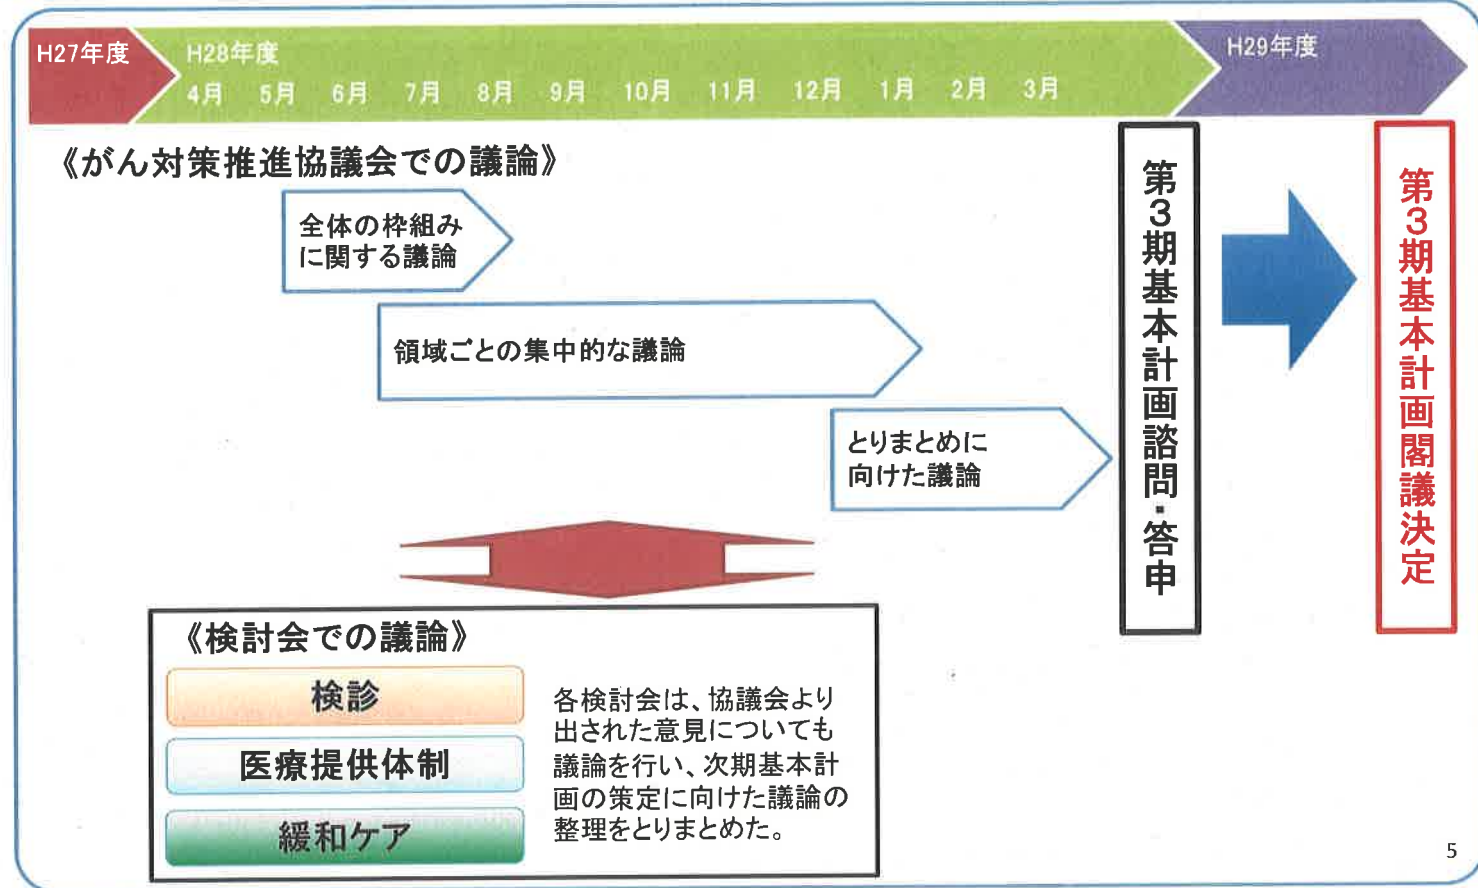 H27年度
H28年度
H29年度
4月 5月 6月 7月 8月 9月 10月 11月 12月 1月 2月 3月
《がん対策推進協議会での議論》
全体の枠組み
に関する議論
領域ごとの集中的な議論
とりまとめに
向けた議論
第3期基本計画諮問・答申
第3期基本計画閣議決定
《検討会での議論》
検診
医療提供体制
緩和ケア
各検討会は、協議会より
出された意見についても
議論を行い、次期基本計
画の策定に向けた議論の
整理をとりまとめた。
5